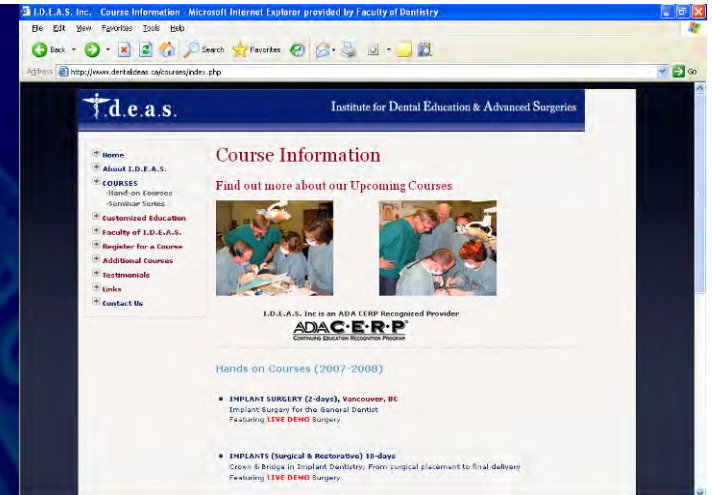 I.D.E.A.S. Inc. - Course Information - Microsoft Internet Explorer provided by Faculty of Dentistry
File Edit View Favorites Tools Help
Back Search Favorites
Address http://www.dentalideas.ca/courses/index.php Go
i.d.e.a.s. Institute for Dental Education & Advanced Surgeries
Home
About I.D.E.A.S.
COURSES
-Hand-on Courses
-Seminar Series
Customized Education
Faculty of I.D.E.A.S.
Register for a Course
Additional Courses
Testimonials
Links
Contact Us
Course Information
Find out more about our Upcoming Courses
I.D.E.A.S. Inc is an ADA CERP Recognized Provider
ADA C·E·R·P®
CONTINUING EDUCATION RECOGNITION PROGRAM
Hands on Courses (2007-2008)
IMPLANT SURGERY (2-days), Vancouver, BC
Implant Surgery for the General Dentist
Featuring LIVE DEMO Surgery
IMPLANTS (Surgical & Restorative) 10-days
Crown & Bridge in Implant Dentistry; From surgical placement to final delivery
Featuring LIVE DEMO Surgery